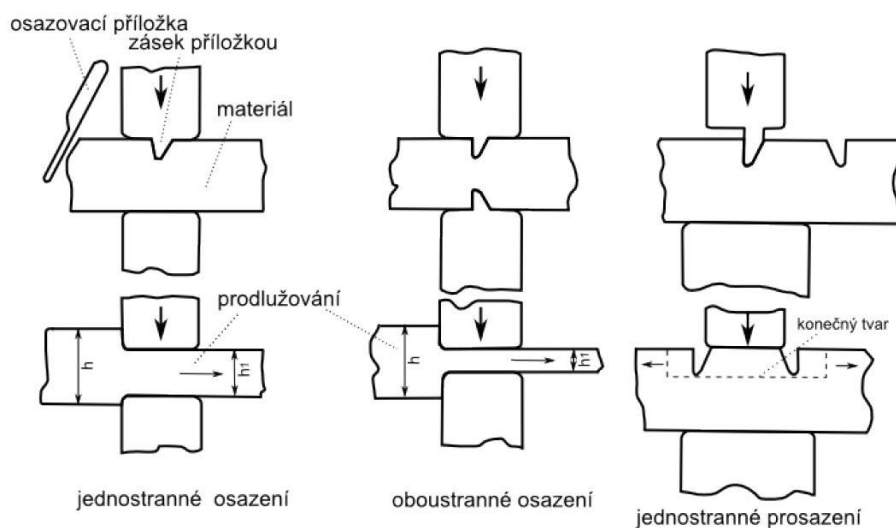 osazovací příložka
zásek příložkou
materiál
prodlužování
h
h1
h
h1
konečný tvar
jednostranné osazení
oboustranné osazení
jednostranné prosazení